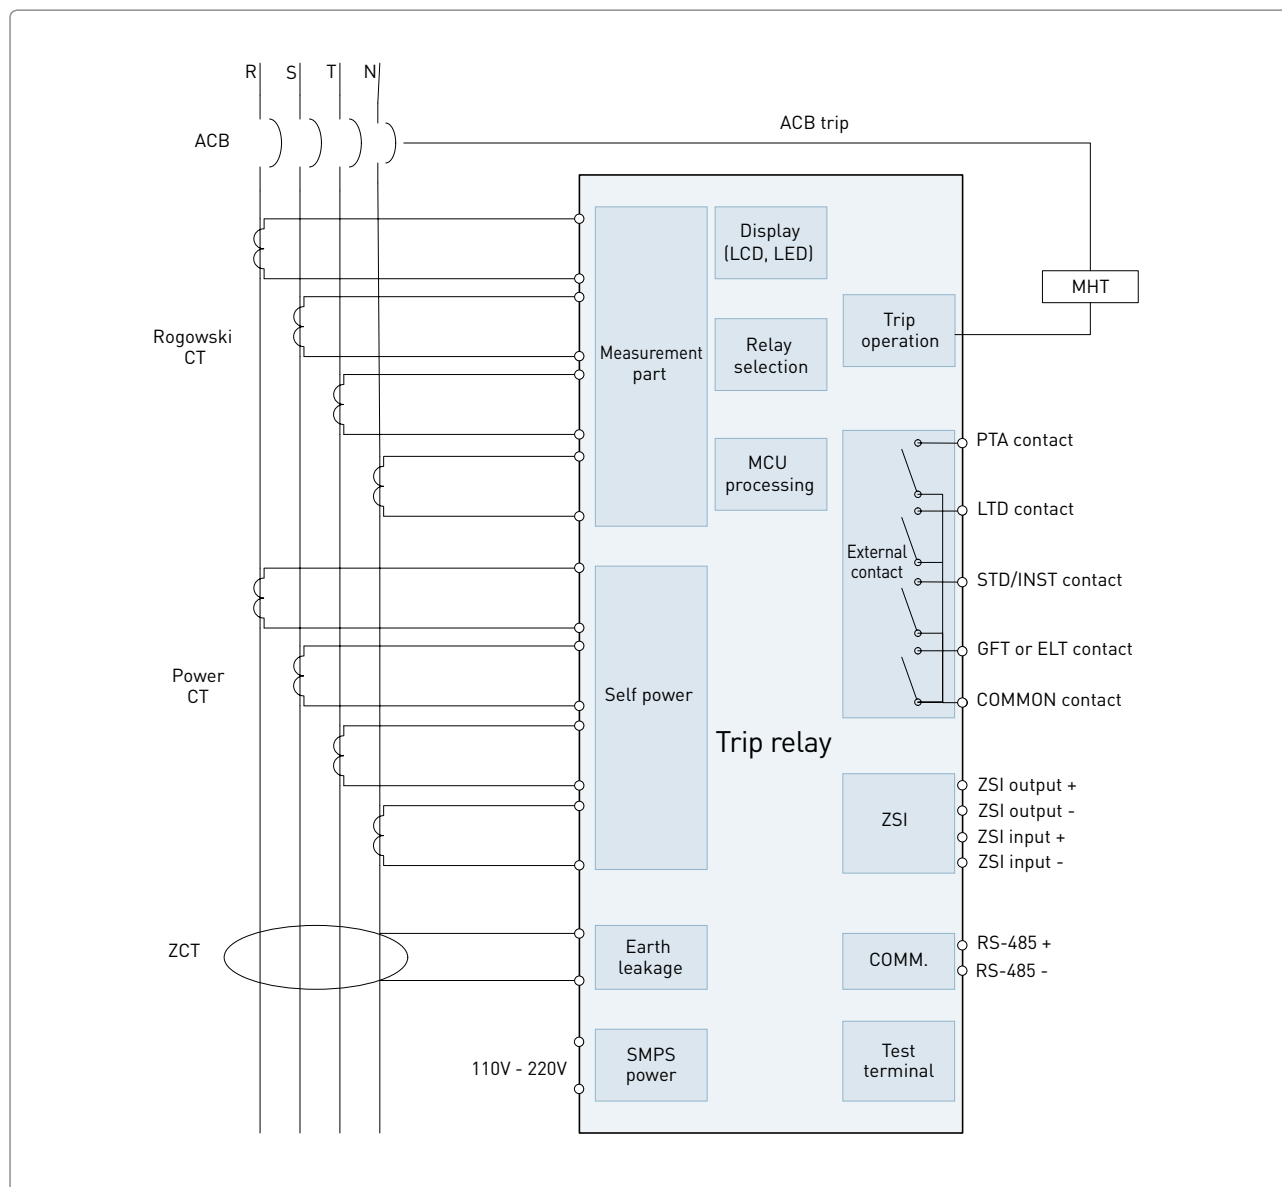 R S T N
ACB
ACB trip
Display
(LCD, LED)
MHT
Trip
operation
Rogowski
CT
Measurement
part
Relay
selection
PTA contact
MCU
processing
LTD contact
External
contact
STD/INST contact
GFT or ELT contact
Power
CT
Self power
COMMON contact
Trip relay
ZSI
ZSI output +
ZSI output -
ZSI input +
ZSI input -
ZCT
Earth
leakage
COMM.
RS-485 +
RS-485 -
110V - 220V
SMPS
power
Test
terminal